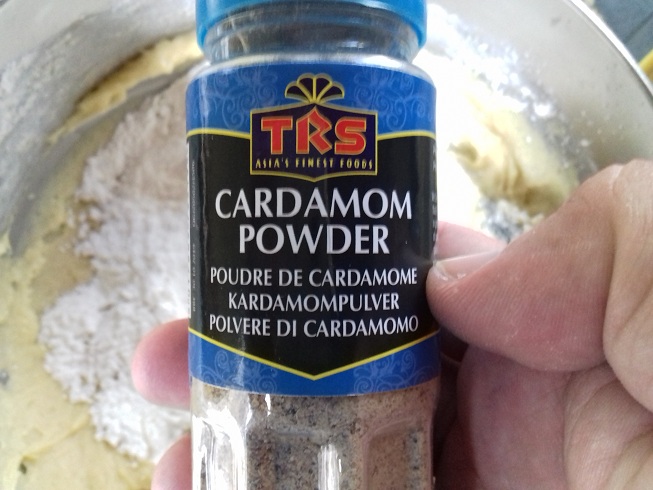 TRS
ASIA'S FINEST FOODS
CARDAMOM
POWDER
POUDRE DE CARDAMOME
KARDAMOMPULVER
POLVERE DI CARDAMOMO